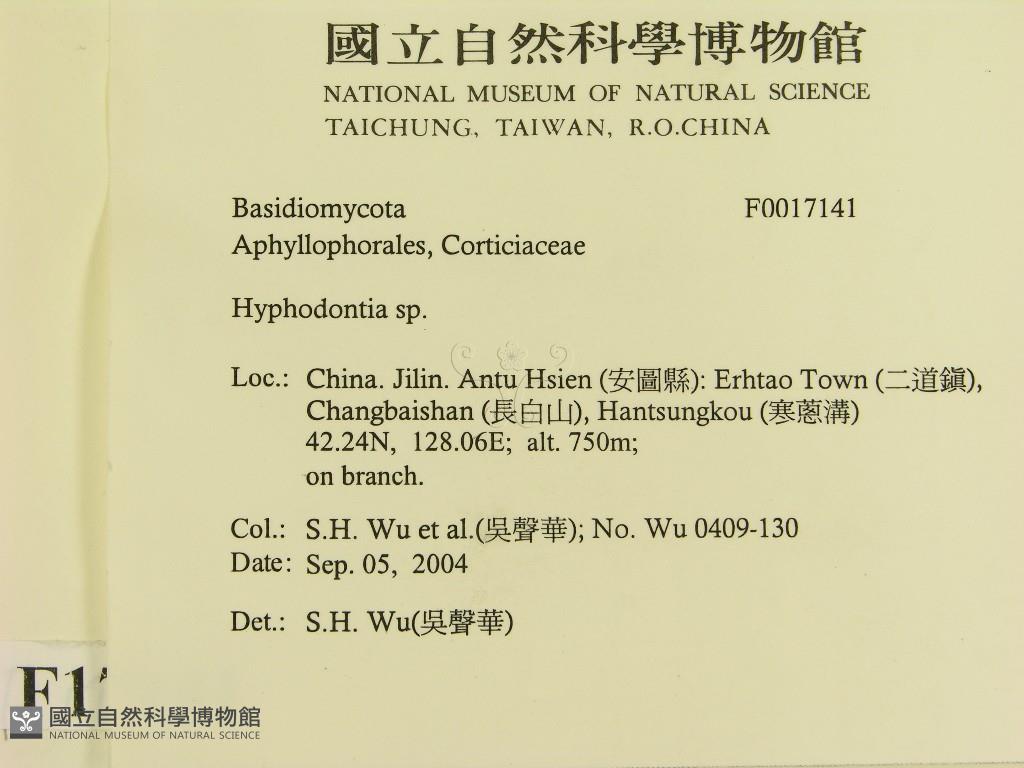 國立自然科學博物館
NATIONAL MUSEUM OF NATURAL SCIENCE
TAICHUNG, TAIWAN, R.O.CHINA
Basidiomycota F0017141
Aphyllophorales, Corticiaceae
Hyphodontia sp.
Loc.: China. Jilin. Antu Hsien (安圖縣): Erhtao Town (二道鎮),
Changbaishan (長白山), Hantsungkou (寒蔥溝)
42.24N, 128.06E; alt. 750m;
on branch.
Col.: S.H. Wu et al.(吳聲華); No. Wu 0409-130
Date: Sep. 05, 2004
Det.: S.H. Wu(吳聲華)
國立自然科學博物館
NATIONAL MUSEUM OF NATURAL SCIENCE